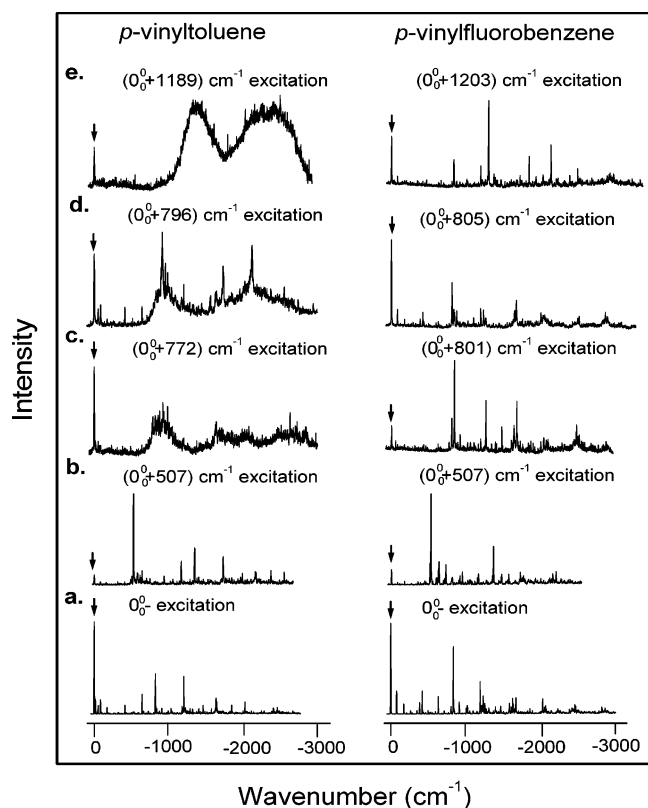 p-vinyltoluene p-vinylfluorobenzene
e. (0⁰₀+1189) cm⁻¹ excitation (0⁰₀+1203) cm⁻¹ excitation
d. (0⁰₀+796) cm⁻¹ excitation (0⁰₀+805) cm⁻¹ excitation
c. (0⁰₀+772) cm⁻¹ excitation (0⁰₀+801) cm⁻¹ excitation
Intensity
b. (0⁰₀+507) cm⁻¹ excitation (0⁰₀+507) cm⁻¹ excitation
a. 0⁰₀- excitation 0⁰₀- excitation
0 -1000 -2000 -3000 0 -1000 -2000 -3000
Wavenumber (cm⁻¹)